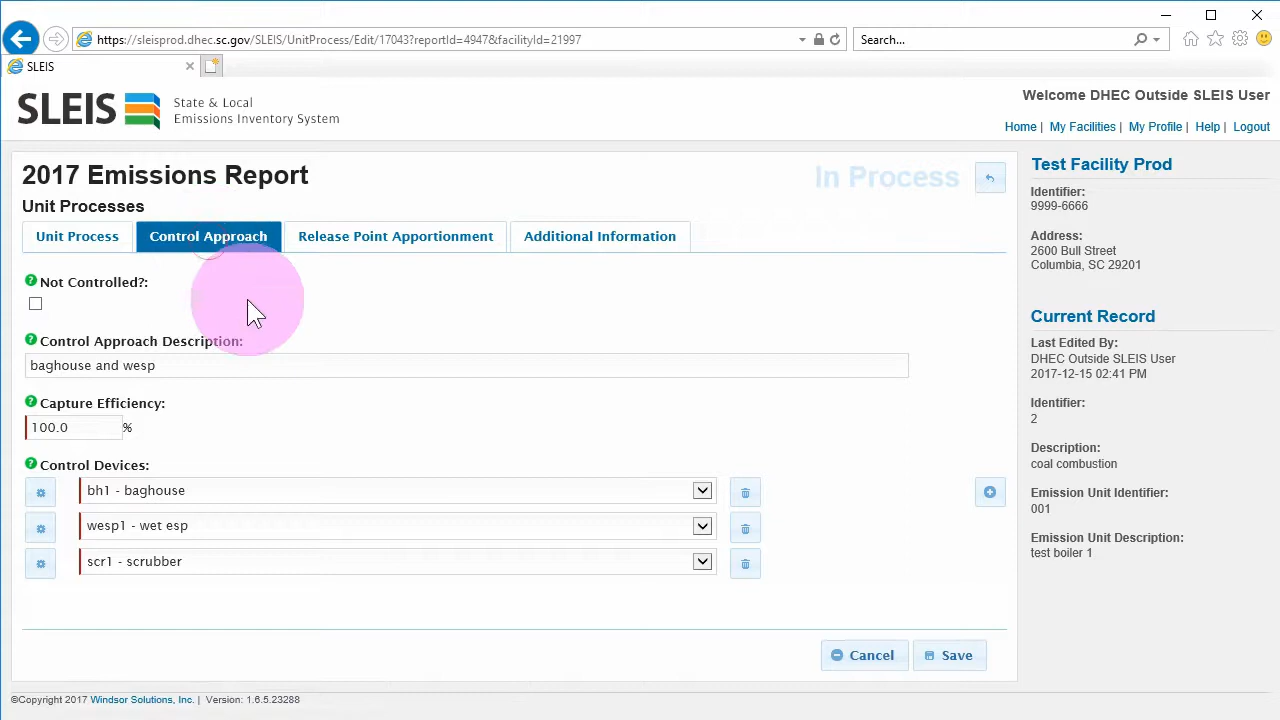 https://sleisprod.dhec.sc.gov/SLEIS/UnitProcess/Edit/17043?reportId=4947&facilityId=21997
Search...
SLEIS
SLEIS
State & Local
Emissions Inventory System
Welcome DHEC Outside SLEIS User
Home | My Facilities | My Profile | Help | Logout
2017 Emissions Report
In Process
Unit Processes
Unit Process
Control Approach
Release Point Apportionment
Additional Information
? Not Controlled?:
? Control Approach Description:
baghouse and wesp
? Capture Efficiency:
100.0 %
? Control Devices:
bh1 - baghouse
wesp1 - wet esp
scr1 - scrubber
Cancel
Save
Test Facility Prod
Identifier:
9999-6666
Address:
2600 Bull Street
Columbia, SC 29201
Current Record
Last Edited By:
DHEC Outside SLEIS User
2017-12-15 02:41 PM
Identifier:
2
Description:
coal combustion
Emission Unit Identifier:
001
Emission Unit Description:
test boiler 1
©Copyright 2017 Windsor Solutions, Inc. | Version: 1.6.5.23288